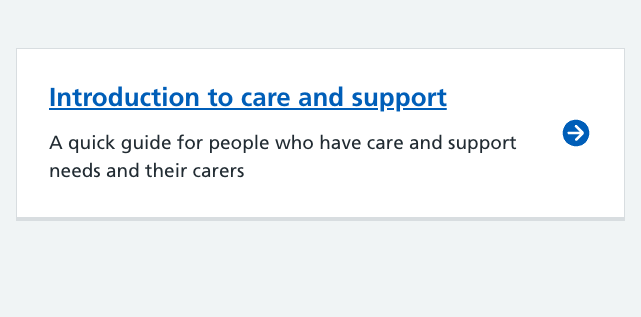 Introduction to care and support
A quick guide for people who have care and support
needs and their carers